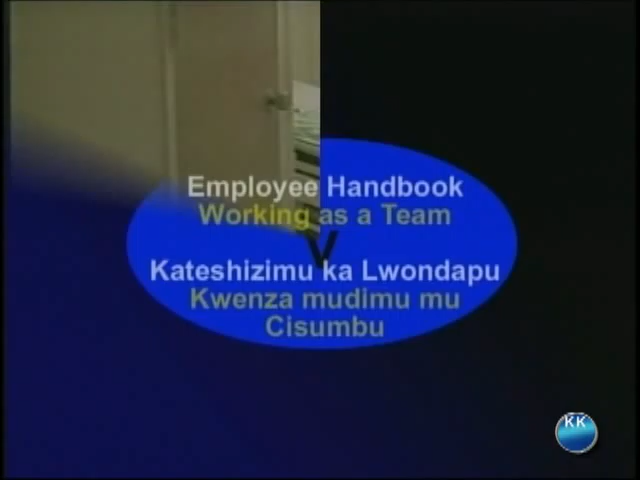 Employee Handbook
Working as a Team
V
Kateshizimu ka Lwondapu
Kwenza mudimu mu
Cisumbu
KK